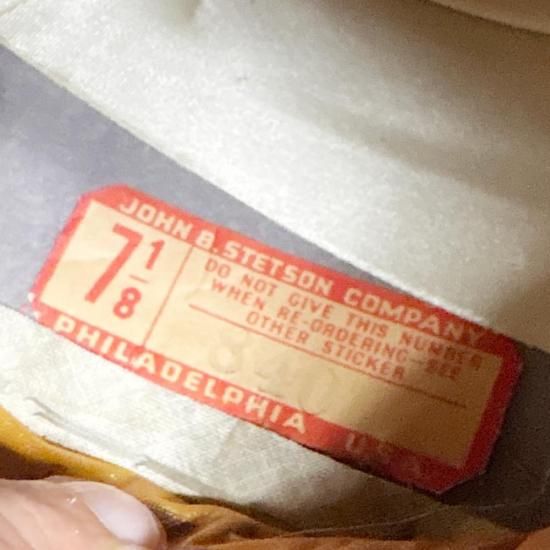 JOHN B. STETSON COMPANY
7 1/8
DO NOT GIVE THIS NUMBER
WHEN RE-ORDERING-SEE
OTHER STICKER
PHILADELPHIA U.S.A.